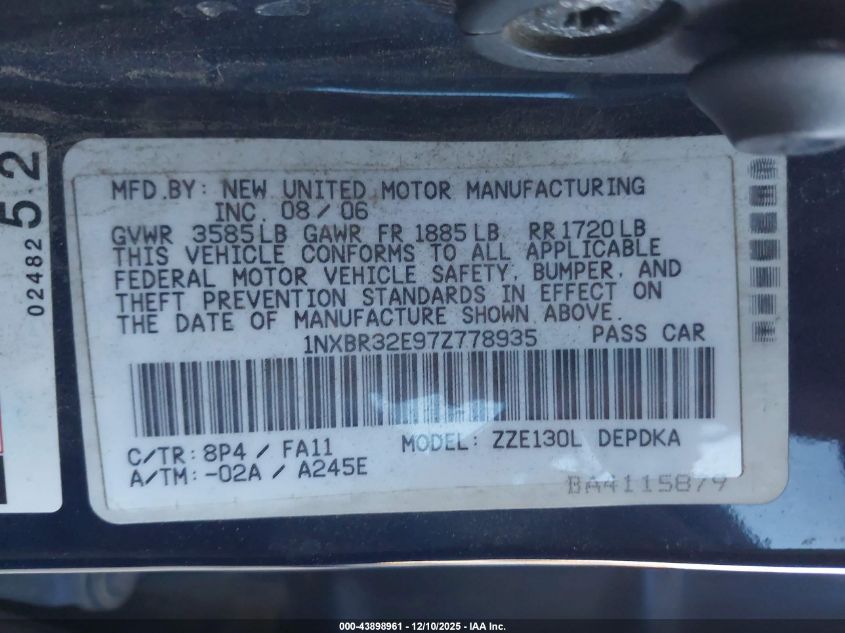 52
02482
MFD.BY: NEW UNITED MOTOR MANUFACTURING
INC. 08/06
GVWR 3585LB GAWR FR 1885LB RR 1720LB
THIS VEHICLE CONFORMS TO ALL APPLICABLE
FEDERAL MOTOR VEHICLE SAFETY, BUMPER, AND
THEFT PREVENTION STANDARDS IN EFFECT ON
THE DATE OF MANUFACTURE SHOWN ABOVE.
1NXBR32E97Z778935 PASS CAR
C/TR: 8P4 / FA11 MODEL: ZZE130L DEPDKA
A/TM: -02A / A245E
BA4115879
000-43898961 – 12/10/2025 – IAA Inc.